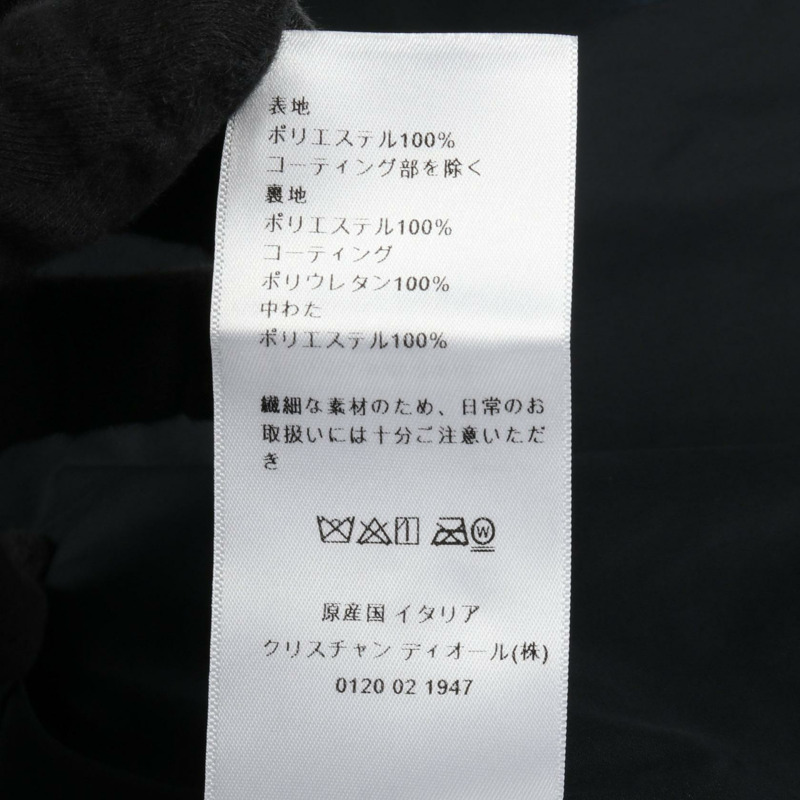 表地
ポリエステル100%
コーティング部を除く
裏地
ポリエステル100%
コーティング
ポリウレタン100%
中わた
ポリエステル100%
繊細な素材のため、日常のお
取扱いには十分ご注意いただ
き
W
原産国 イタリア
クリスチャン ディオール(株)
0120 02 1947